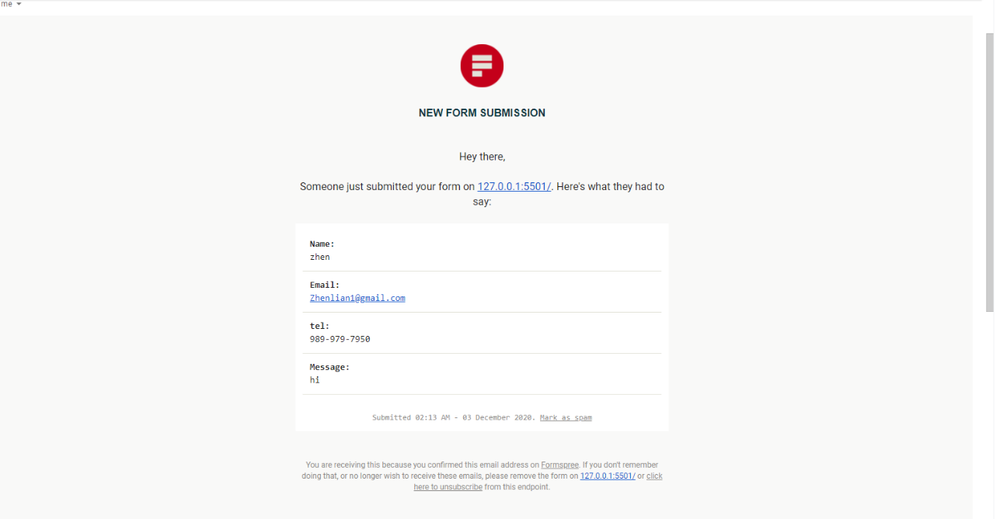 me
NEW FORM SUBMISSION
Hey there,
Someone just submitted your form on 127.0.0.1:5501/. Here's what they had to
say:
Name:
zhen
Email:
Zhenlian1@gmail.com
tel:
989-979-7950
Message:
hi
Submitted 02:13 AM - 03 December 2020. Mark as spam
You are receiving this because you confirmed this email address on Formspree. If you don't remember
doing that, or no longer wish to receive these emails, please remove the form on 127.0.0.1:5501/ or click
here to unsubscribe from this endpoint.